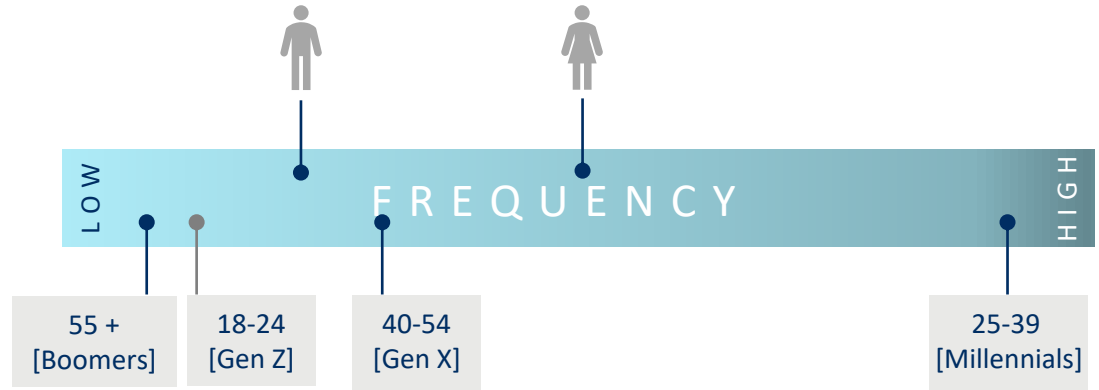 LOW
FREQUENCY
HIGH
55 +
[Boomers]
18-24
[Gen Z]
40-54
[Gen X]
25-39
[Millennials]